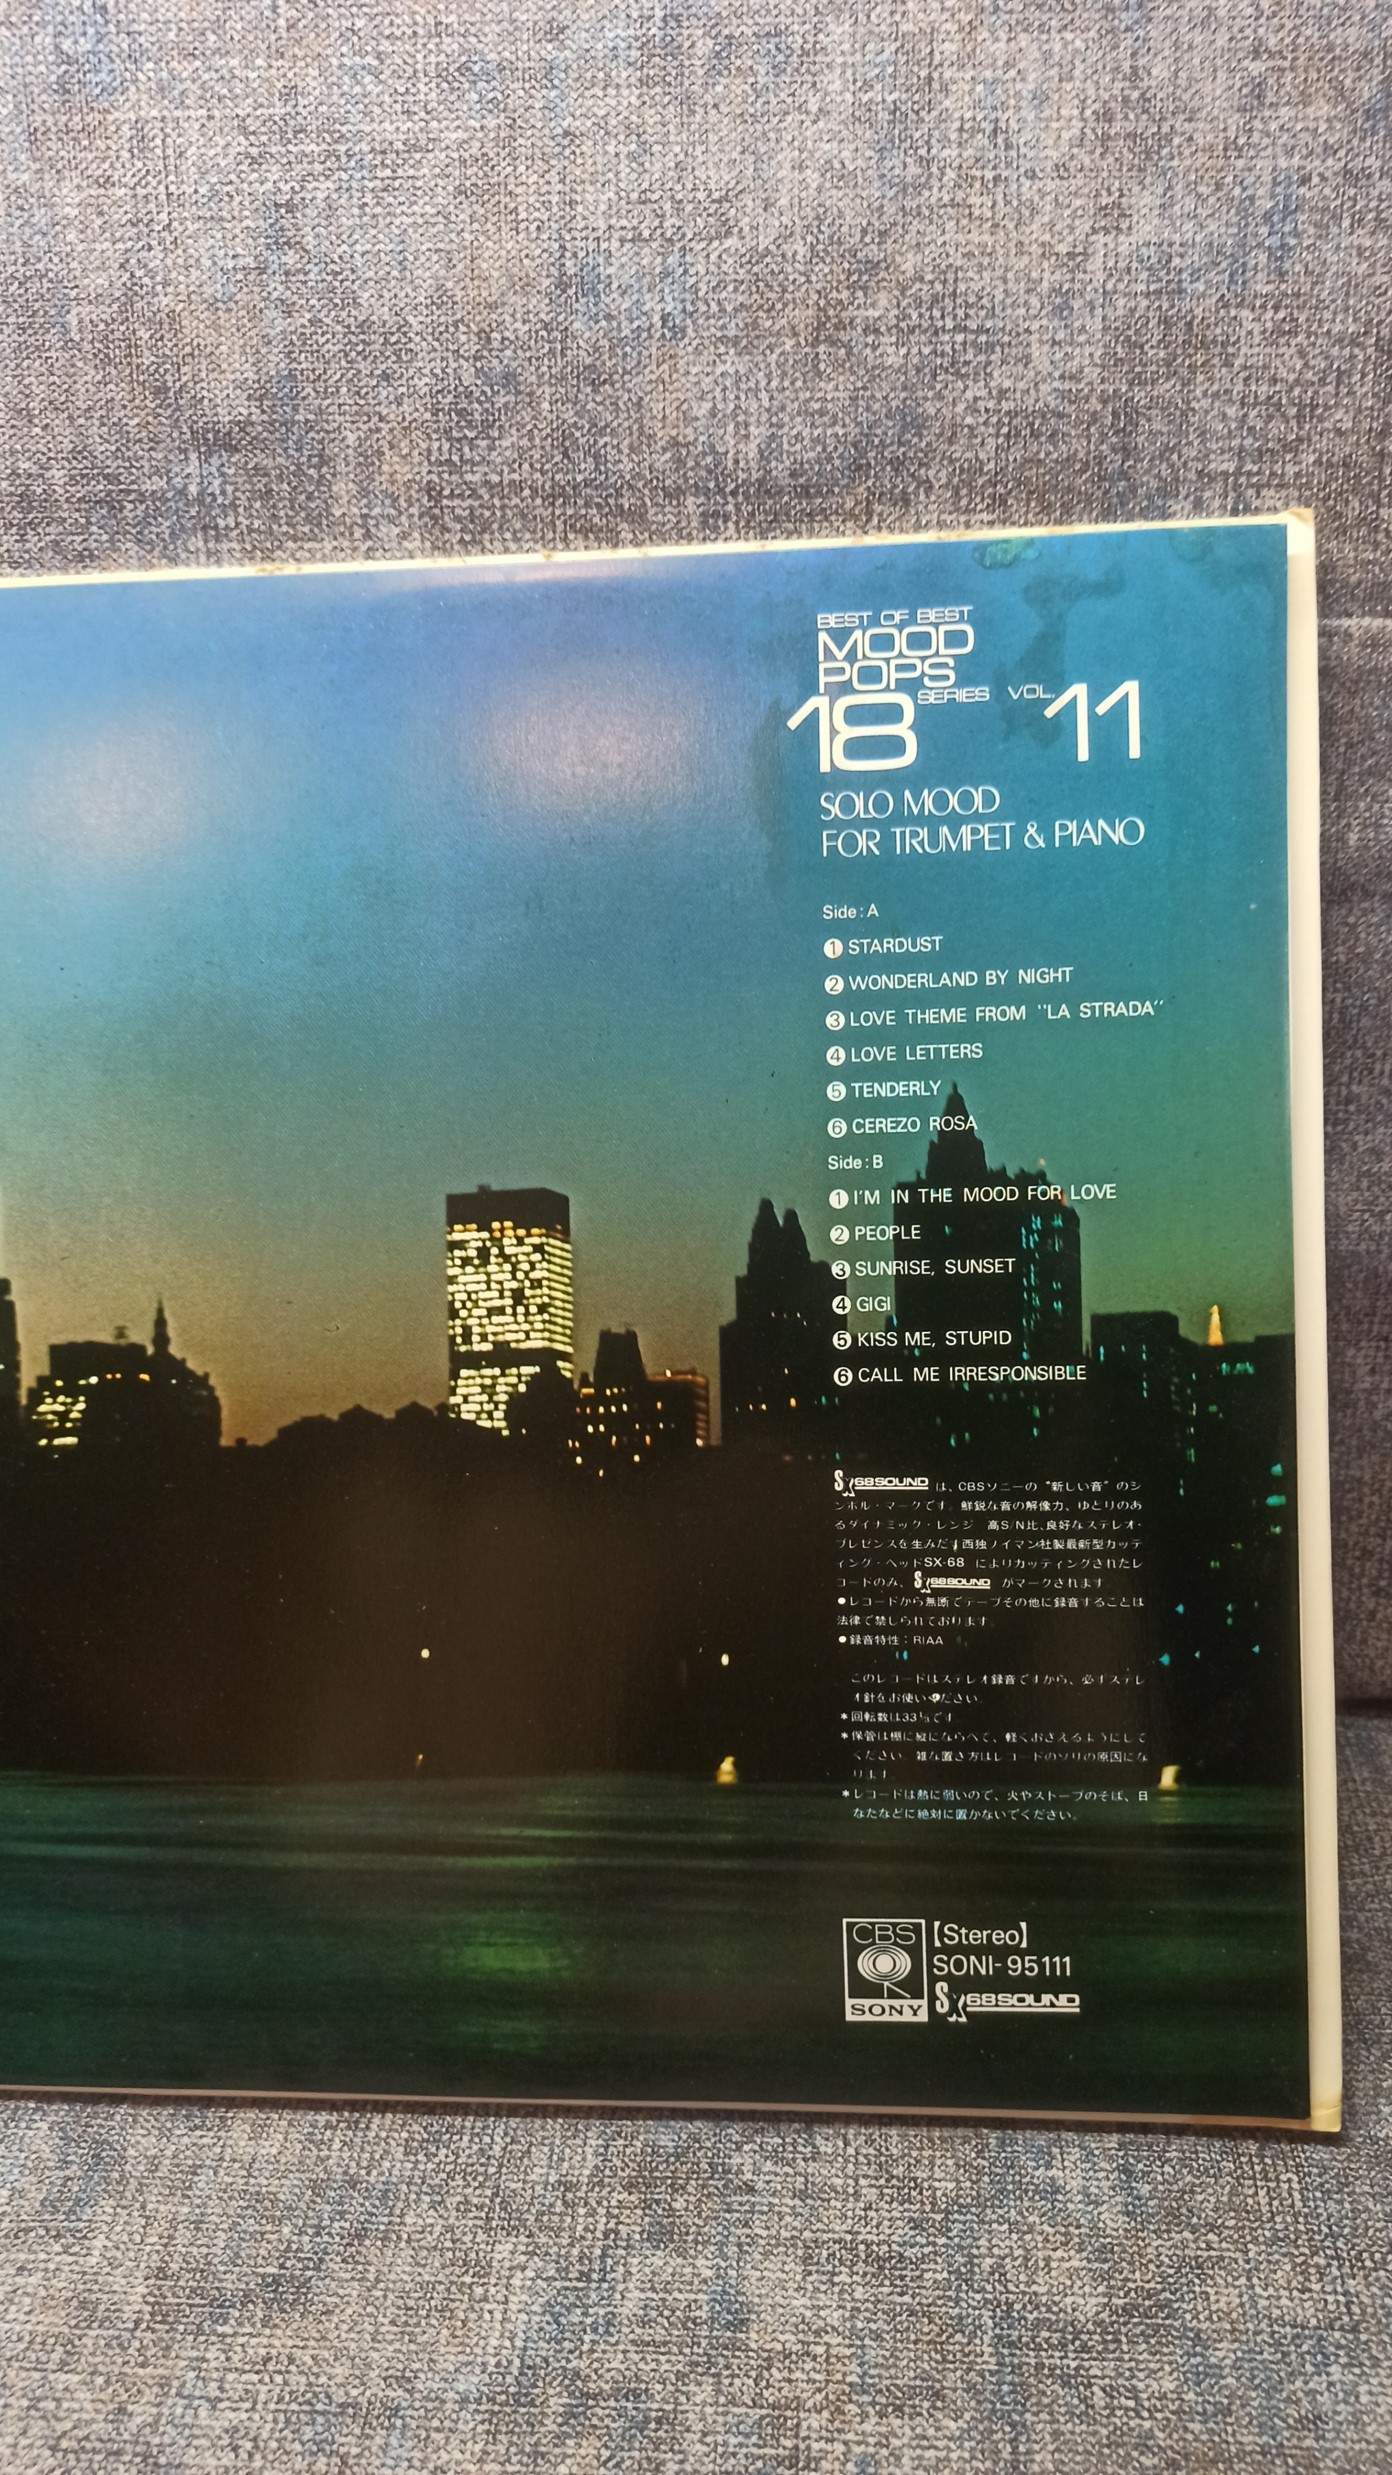 BEST OF BEST
MOOD
POPS
18 SERIES VOL. 11
SOLO MOOD
FOR TRUMPET & PIANO
Side:A
❶ STARDUST
❷ WONDERLAND BY NIGHT
❸ LOVE THEME FROM "LA STRADA"
❹ LOVE LETTERS
❺ TENDERLY
❻ CEREZO ROSA
Side:B
❶ I'M IN THE MOOD FOR LOVE
❷ PEOPLE
❸ SUNRISE, SUNSET
❹ GIGI
❺ KISS ME, STUPID
❻ CALL ME IRRESPONSIBLE
SX68SOUND は、CBSソニーの "新しい音" のシ
ンボル・マークです。鮮鋭な音の解像力、ゆとりのあ
るダイナミック・レンジ 高S/N比、良好なステレオ・
プレゼンスを生みだす西独ノイマン社製最新型カッテ
ィング・ヘッドSX-68 によりカッティングされたレ
コードのみ、SX68SOUND がマークされます。
●レコードから無断でテープその他に録音することは
法律で禁じられております。
●録音特性:RIAA
このレコードはステレオ録音ですから、必ずステレ
オ針をお使いください。
*回転数は33⅓です
*保管は棚に縦にならべて、軽くおさえるようにして
ください。雑な置き方はレコードのソリの原因にな
ります。
*レコードは熱に弱いので、火やストーブのそば、日
なたなどに絶対に置かないでください。
CBS
SONY
【Stereo】
SONI-95111
SX68SOUND